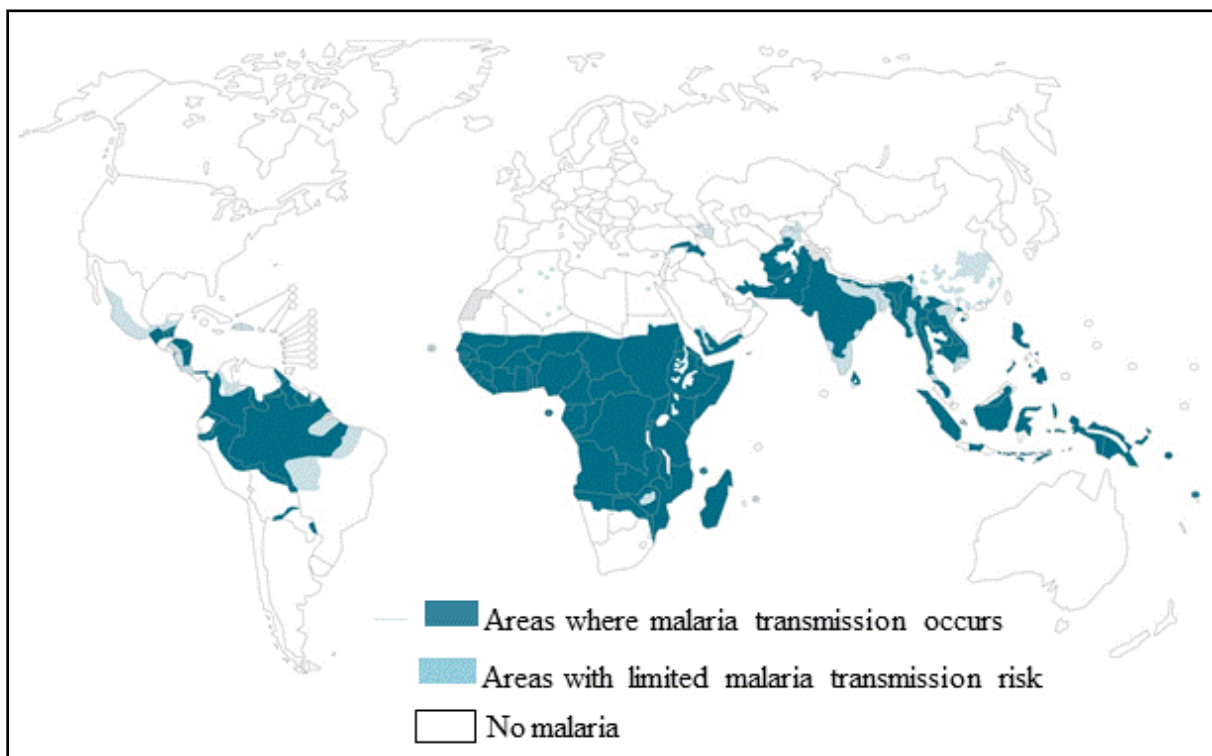 Areas where malaria transmission occurs
Areas with limited malaria transmission risk
No malaria